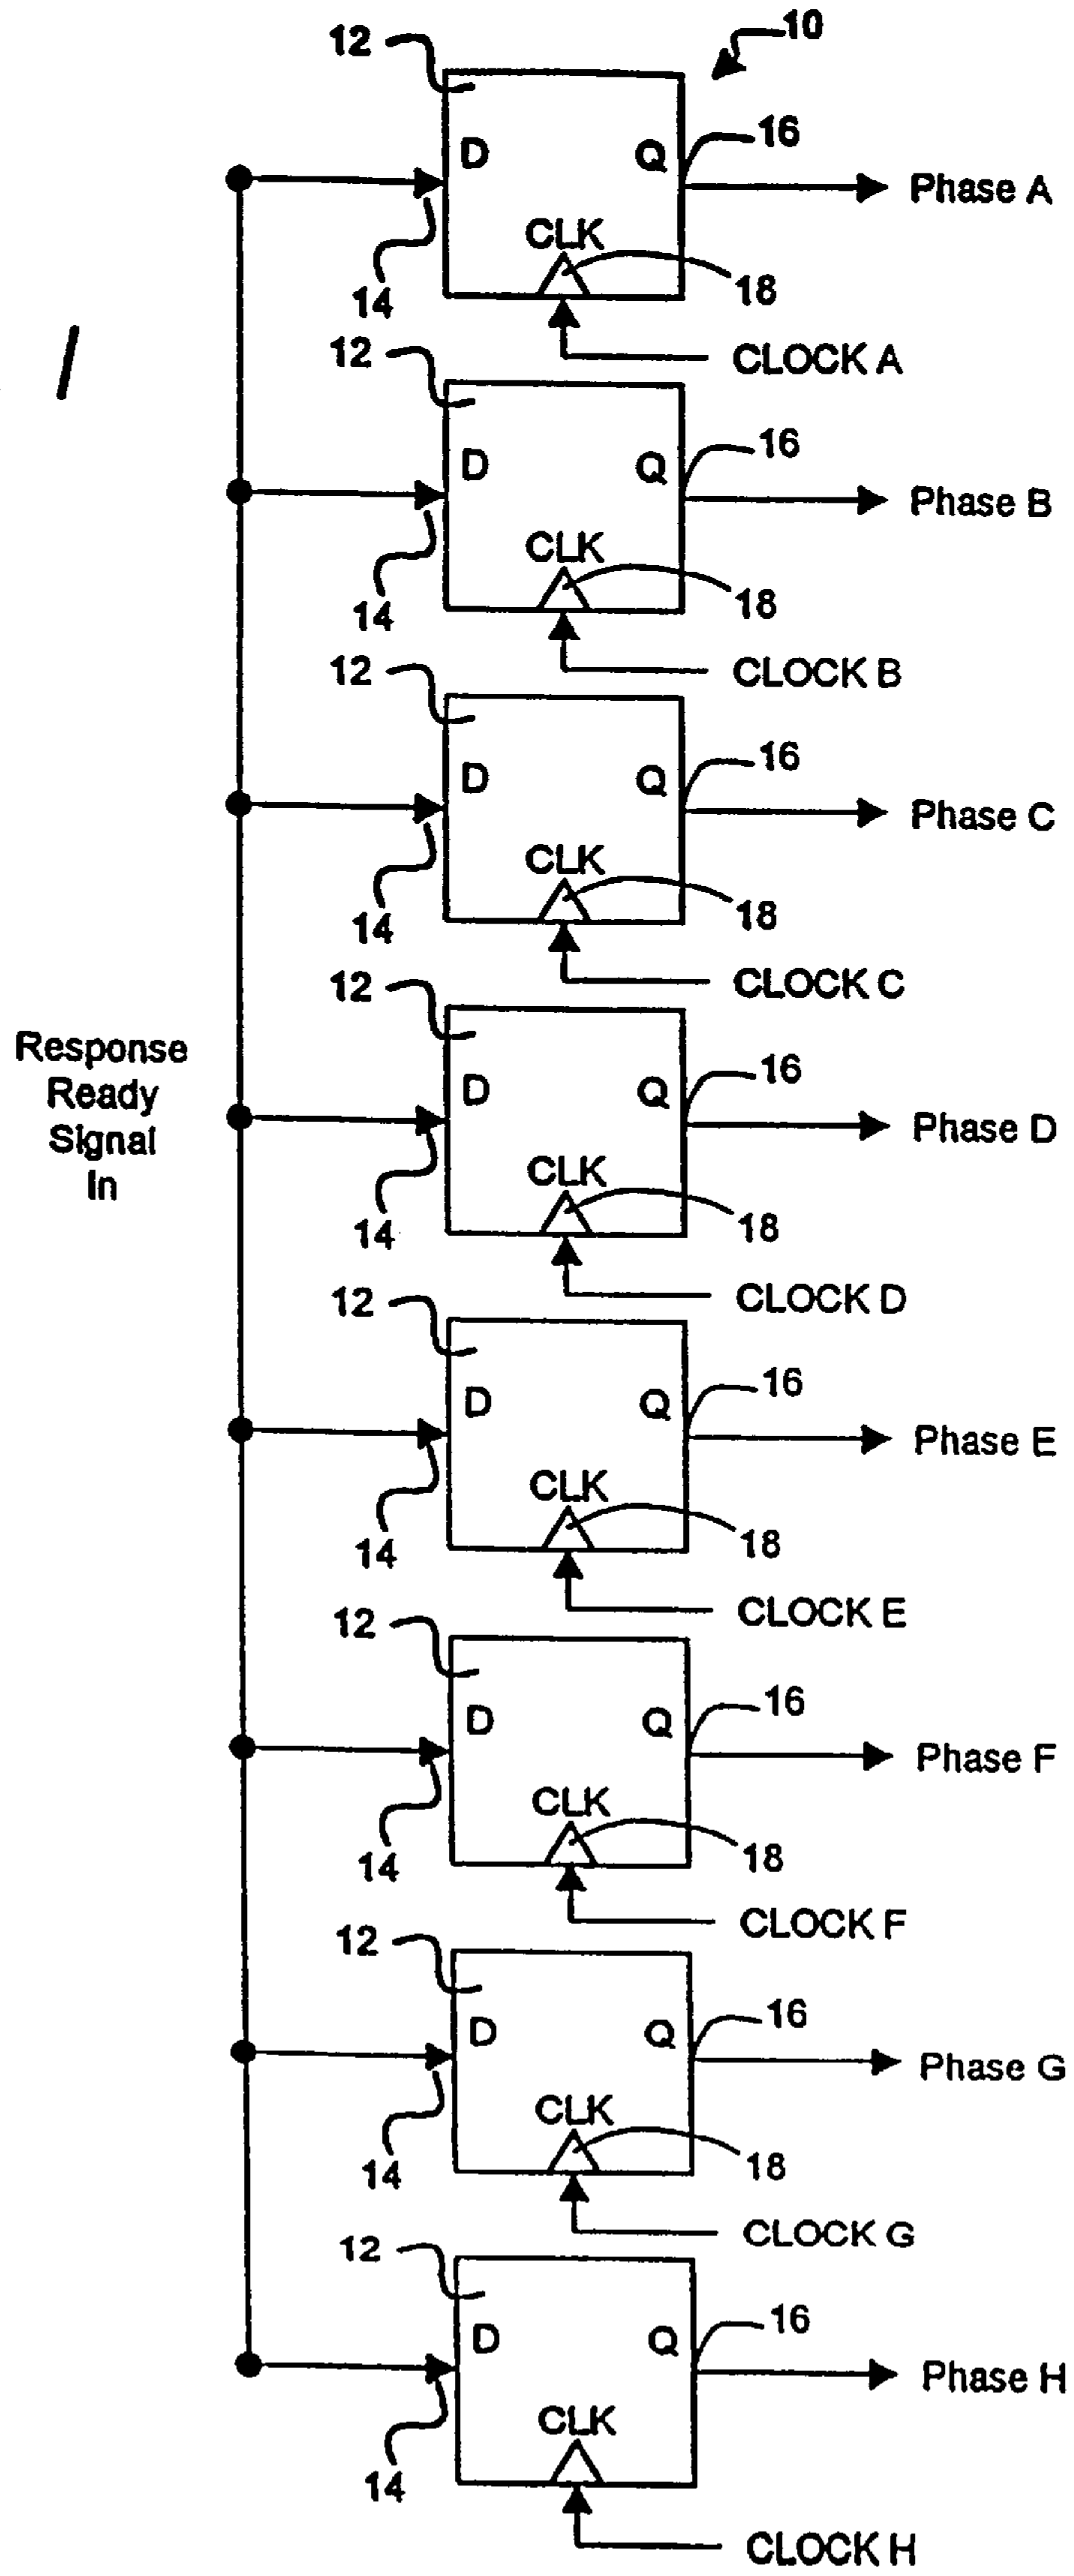 10
12
D
Q
16
Phase A
CLK
14
18
CLOCK A
12
D
Q
16
Phase B
CLK
14
18
CLOCK B
12
D
Q
16
Phase C
CLK
14
18
CLOCK C
12
D
Q
16
Phase D
CLK
14
18
CLOCK D
Response
Ready
Signal
In
12
D
Q
16
Phase E
CLK
14
18
CLOCK E
12
D
Q
16
Phase F
CLK
14
18
CLOCK F
12
D
Q
16
Phase G
CLK
14
18
CLOCK G
12
D
Q
16
Phase H
CLK
14
CLOCK H